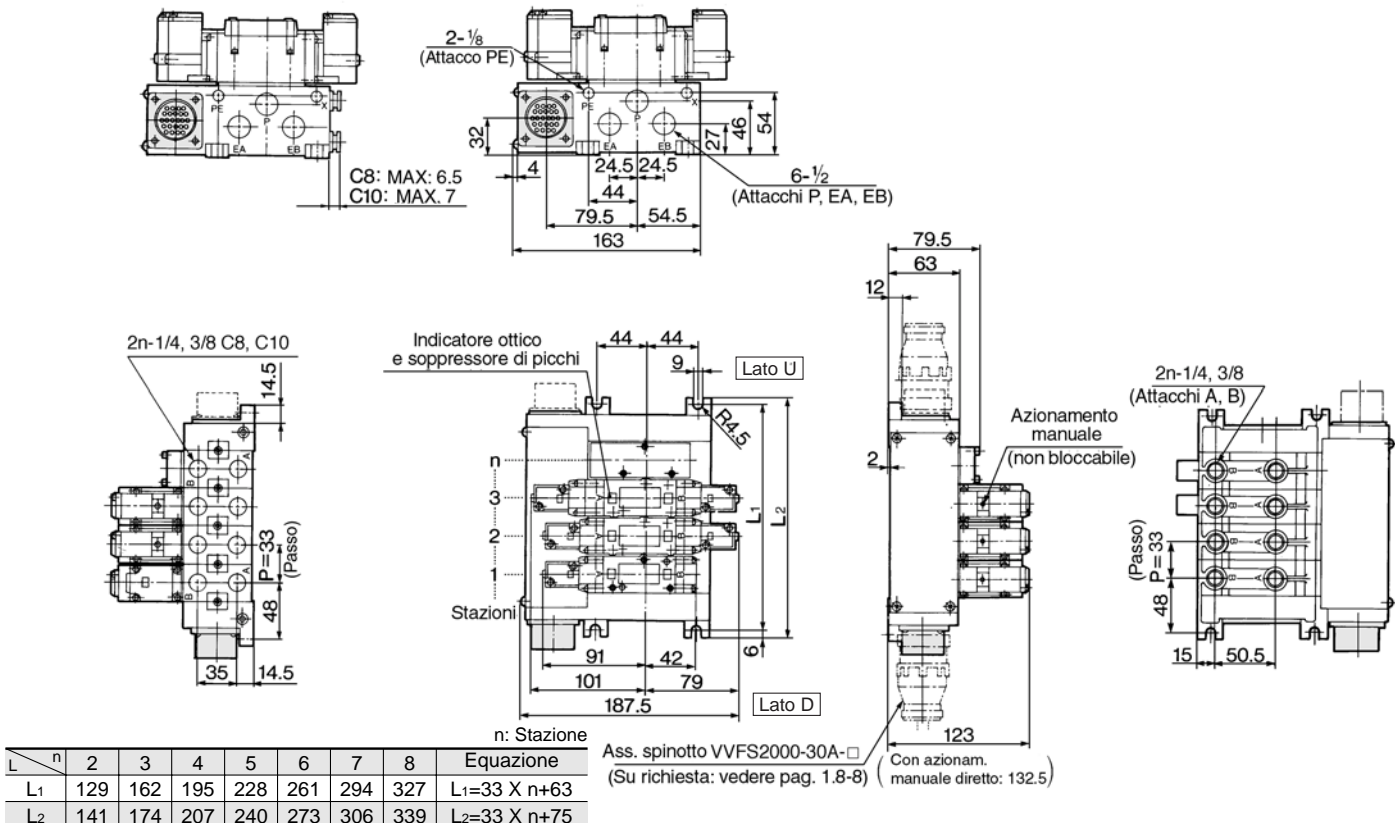 2-⅛
(Attacco PE)
PE
X
P
EA
EB
C8: MAX: 6.5
C10: MAX. 7
PE
X
P
EA
EB
32
4
24.5
24.5
44
79.5
54.5
163
27
46
54
6-½
(Attacchi P, EA, EB)
2n-1/4, 3/8 C8, C10
14.5
A
B
A
B
P=33
(Passo)
48
35
14.5
Indicatore ottico
e soppressore di picchi
44
44
9
Lato U
R4.5
n
3
2
1
Stazioni
A
B
A
B
A
B
L1
L2
6
91
42
101
79
187.5
Lato D
79.5
63
12
2
Azionamento
manuale
(non bloccabile)
123
Ass. spinotto VVFS2000-30A-□
(Su richiesta: vedere pag. 1.8-8)
(Con azionam.
manuale diretto: 132.5)
2n-1/4, 3/8
(Attacchi A, B)
B
A
B
A
B
A
B
A
(Passo)
P=33
48
15
50.5
n: Stazione
L n 2 3 4 5 6 7 8 Equazione
L1 129 162 195 228 261 294 327 L1=33 X n+63
L2 141 174 207 240 273 306 339 L2=33 X n+75